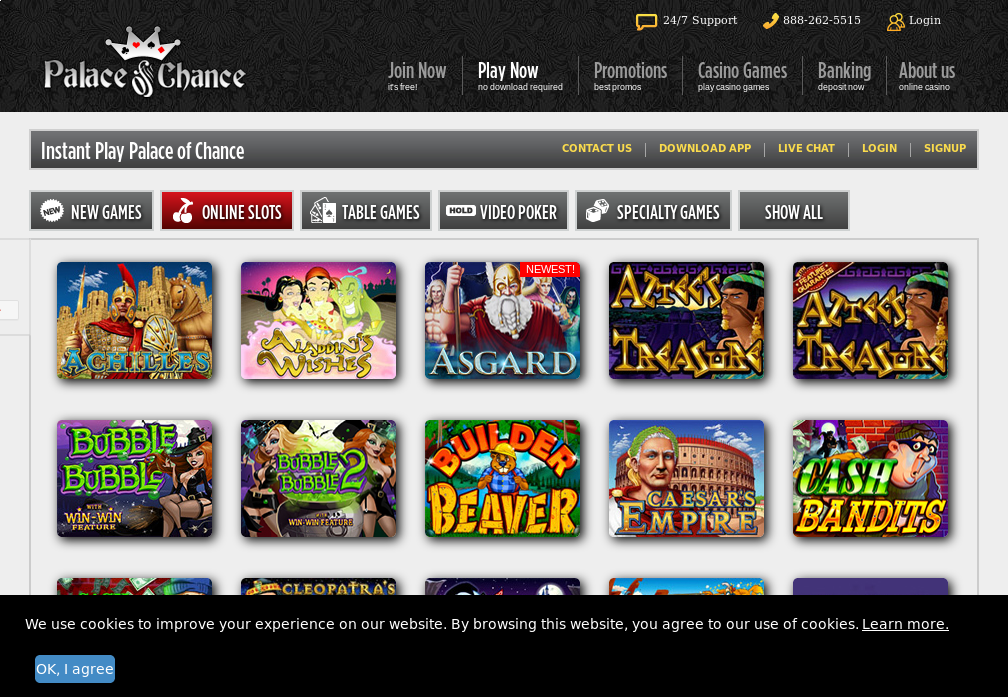 24/7 Support 888-262-5515 Login
Palace of Chance
Join Now Play Now Promotions Casino Games Banking About us
it's free! no download required best promos play casino games deposit now online casino
Instant Play Palace of Chance CONTACT US DOWNLOAD APP LIVE CHAT LOGIN SIGNUP
NEW NEW GAMES ONLINE SLOTS TABLE GAMES HOLD VIDEO POKER SPECIALTY GAMES SHOW ALL
ACHILLES
ALADDIN'S WISHES
NEWEST!
ASGARD
AZTEC'S TREASURE
FEATURE GUARANTEE
AZTEC'S TREASURE
BUBBLE BUBBLE
WITH WIN-WIN FEATURE
BUBBLE BUBBLE 2
WITH WIN-WIN FEATURE
BUILDER BEAVER
CAESAR'S EMPIRE
CASH BANDITS
CLEOPATRA'S
We use cookies to improve your experience on our website. By browsing this website, you agree to our use of cookies. Learn more.
OK, I agree